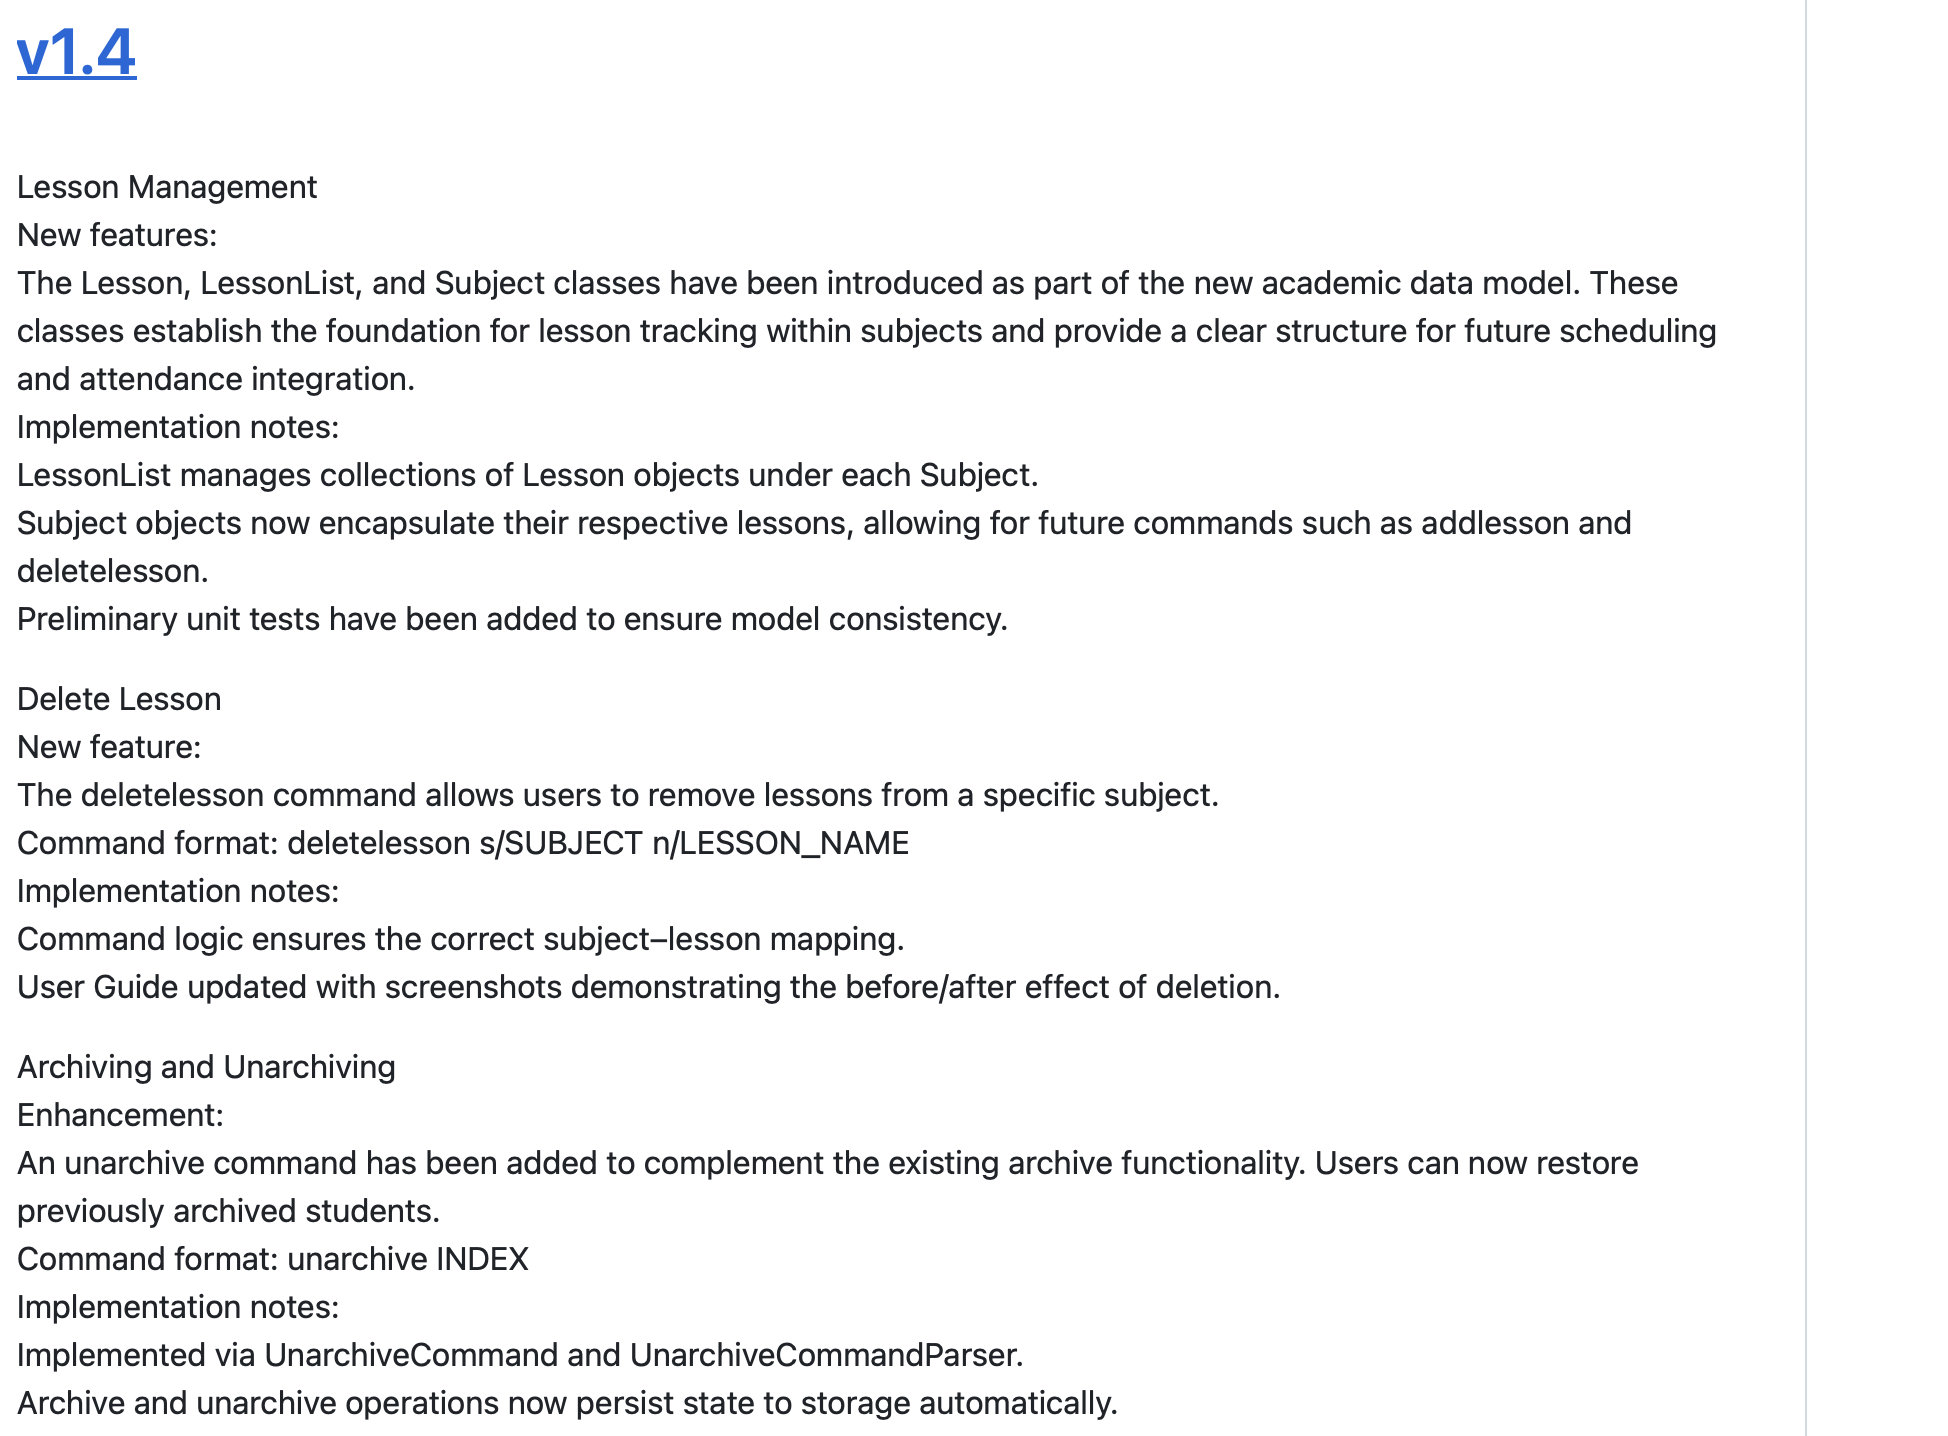 v1.4
Lesson Management
New features:
The Lesson, LessonList, and Subject classes have been introduced as part of the new academic data model. These
classes establish the foundation for lesson tracking within subjects and provide a clear structure for future scheduling
and attendance integration.
Implementation notes:
LessonList manages collections of Lesson objects under each Subject.
Subject objects now encapsulate their respective lessons, allowing for future commands such as addlesson and
deletelesson.
Preliminary unit tests have been added to ensure model consistency.
Delete Lesson
New feature:
The deletelesson command allows users to remove lessons from a specific subject.
Command format: deletelesson s/SUBJECT n/LESSON_NAME
Implementation notes:
Command logic ensures the correct subject–lesson mapping.
User Guide updated with screenshots demonstrating the before/after effect of deletion.
Archiving and Unarchiving
Enhancement:
An unarchive command has been added to complement the existing archive functionality. Users can now restore
previously archived students.
Command format: unarchive INDEX
Implementation notes:
Implemented via UnarchiveCommand and UnarchiveCommandParser.
Archive and unarchive operations now persist state to storage automatically.